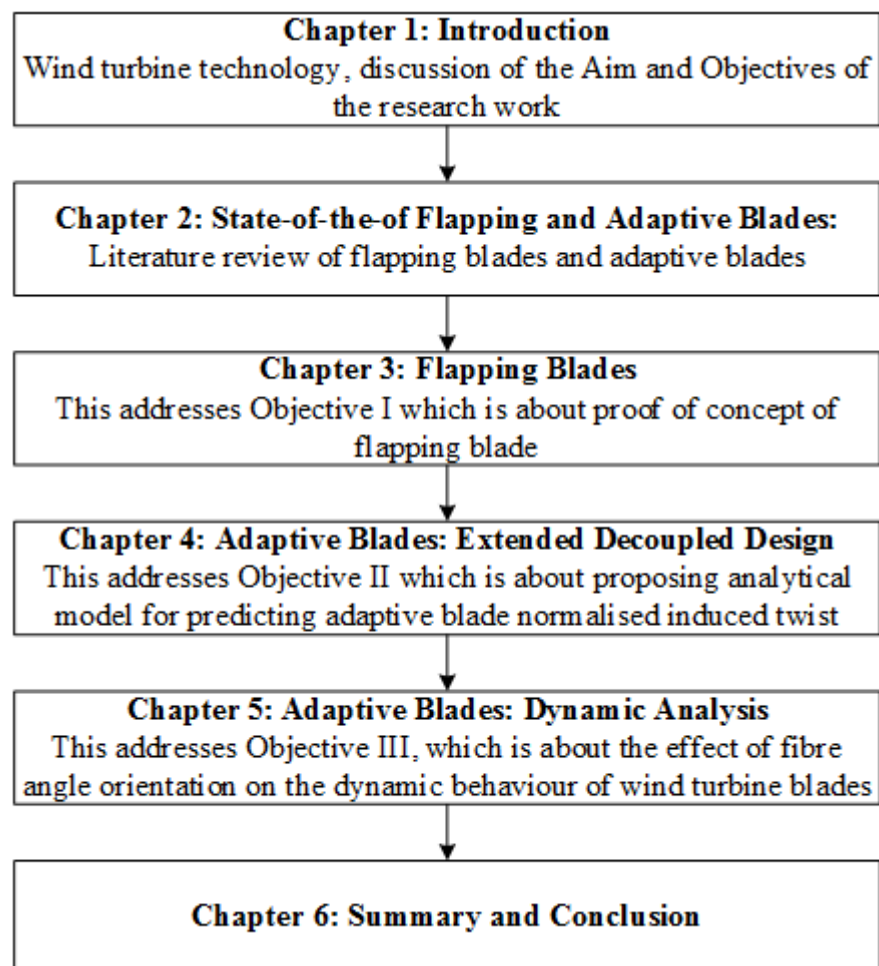 Chapter 1: Introduction
Wind turbine technology, discussion of the Aim and Objectives of
the research work
Chapter 2: State-of-the-of Flapping and Adaptive Blades:
Literature review of flapping blades and adaptive blades
Chapter 3: Flapping Blades
This addresses Objective I which is about proof of concept of
flapping blade
Chapter 4: Adaptive Blades: Extended Decoupled Design
This addresses Objective II which is about proposing analytical
model for predicting adaptive blade normalised induced twist
Chapter 5: Adaptive Blades: Dynamic Analysis
This addresses Objective III, which is about the effect of fibre
angle orientation on the dynamic behaviour of wind turbine blades
Chapter 6: Summary and Conclusion